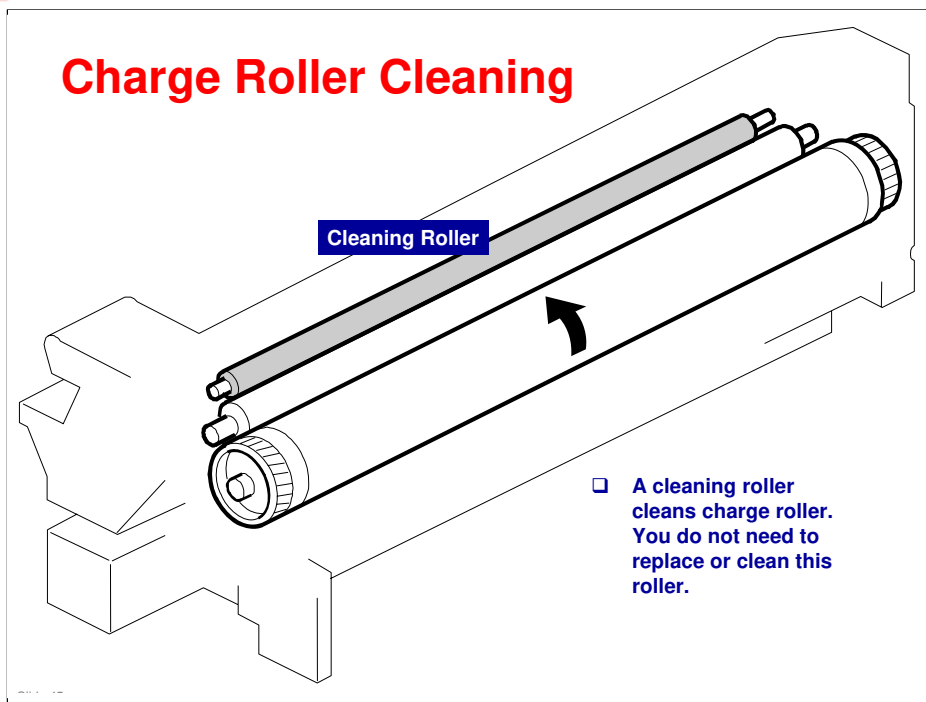 Charge Roller Cleaning
Cleaning Roller
❑ A cleaning roller
cleans charge roller.
You do not need to
replace or clean this
roller.